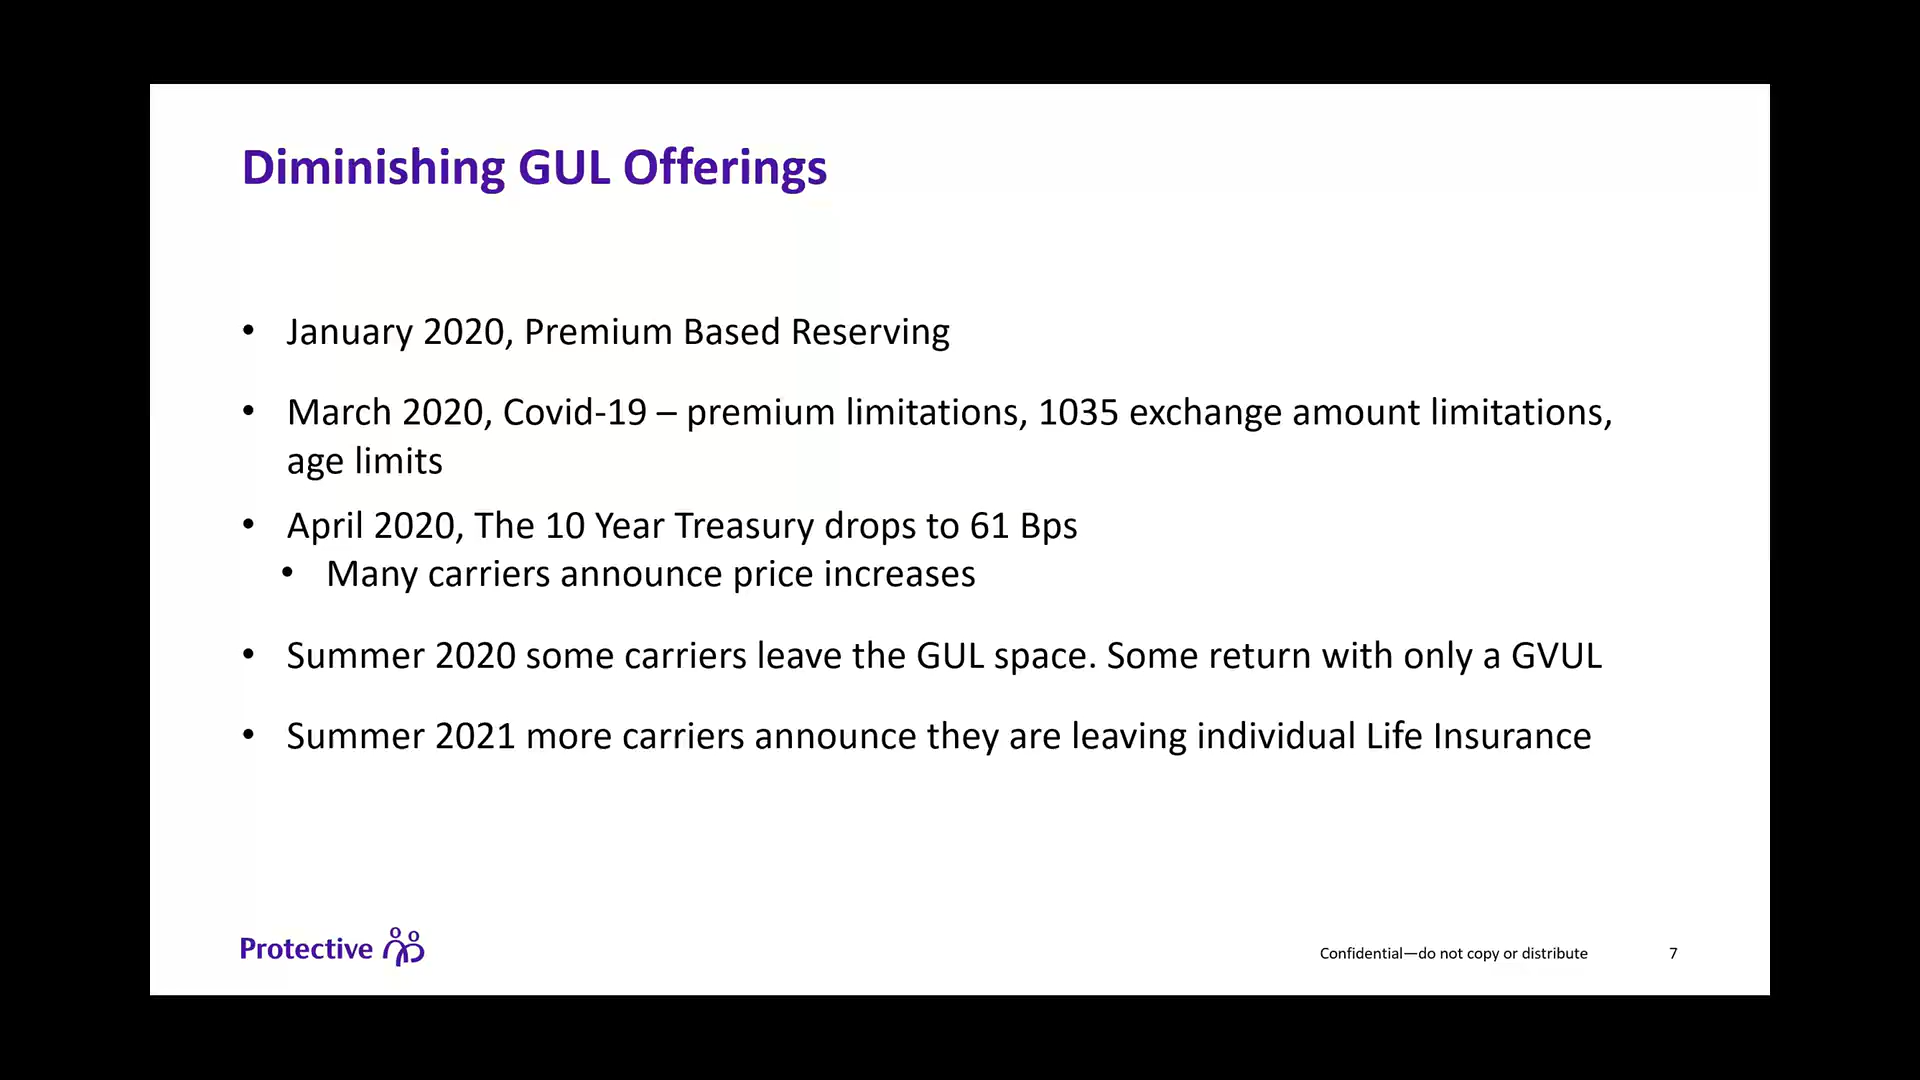 Diminishing GUL Offerings
• January 2020, Premium Based Reserving
• March 2020, Covid-19 – premium limitations, 1035 exchange amount limitations,
age limits
• April 2020, The 10 Year Treasury drops to 61 Bps
• Many carriers announce price increases
• Summer 2020 some carriers leave the GUL space. Some return with only a GVUL
• Summer 2021 more carriers announce they are leaving individual Life Insurance
Protective
Confidential—do not copy or distribute 7